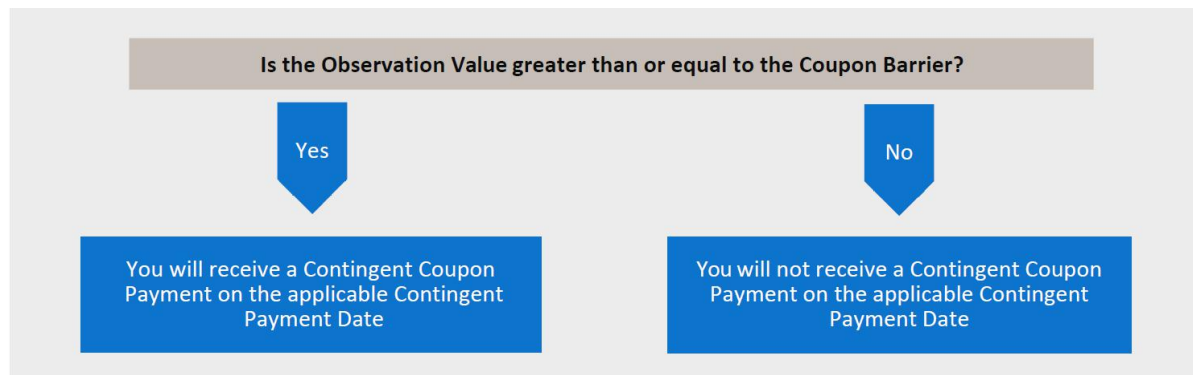 Is the Observation Value greater than or equal to the Coupon Barrier?
Yes
No
You will receive a Contingent Coupon
Payment on the applicable Contingent
Payment Date
You will not receive a Contingent Coupon
Payment on the applicable Contingent
Payment Date